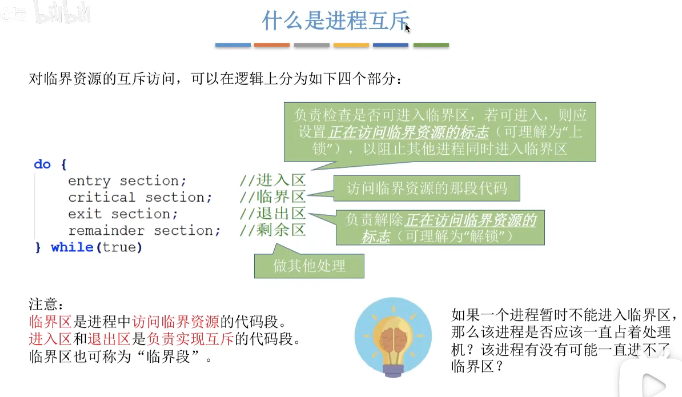 bilibili
什么是进程互斥
对临界资源的互斥访问，可以在逻辑上分为如下四个部分：
负责检查是否可进入临界区，若可进入，则应
设置正在访问临界资源的标志（可理解为“上
锁”），以阻止其他进程同时进入临界区
do {
entry section; //进入区
critical section; //临界区
exit section; //退出区
remainder section; //剩余区
} while(true)
访问临界资源的那段代码
负责解除正在访问临界资源的
标志（可理解为“解锁”）
做其他处理
注意：
临界区是进程中访问临界资源的代码段。
进入区和退出区是负责实现互斥的代码段。
临界区也可称为“临界段”。
如果一个进程暂时不能进入临界区，
那么该进程是否应该一直占着处理
机？该进程有没有可能一直进不了
临界区？